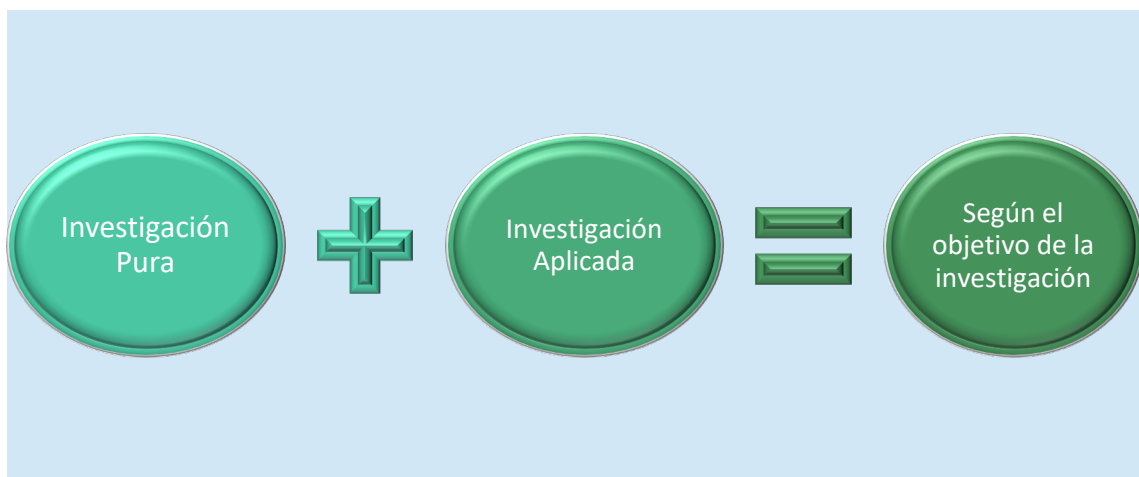 Investigación
Pura
Investigación
Aplicada
Según el
objetivo de la
investigación